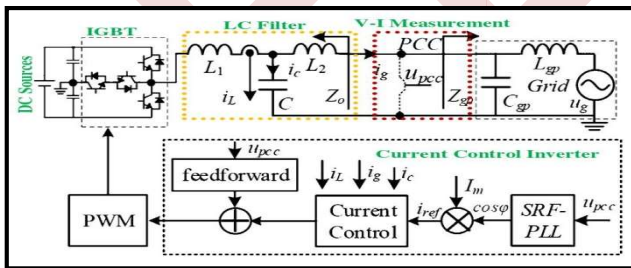 IGBT
LC Filter
V-I Measurement
DC Sources
L1
iL
ic
C
L2
Zo
ig
PCC
upcc
Zgp
Cgp
Lgp
Grid
ug
upcc
feedforward
Current Control Inverter
iL ig ic
Im
PWM
Current
Control
iref
cosφ
SRF-
PLL
upcc